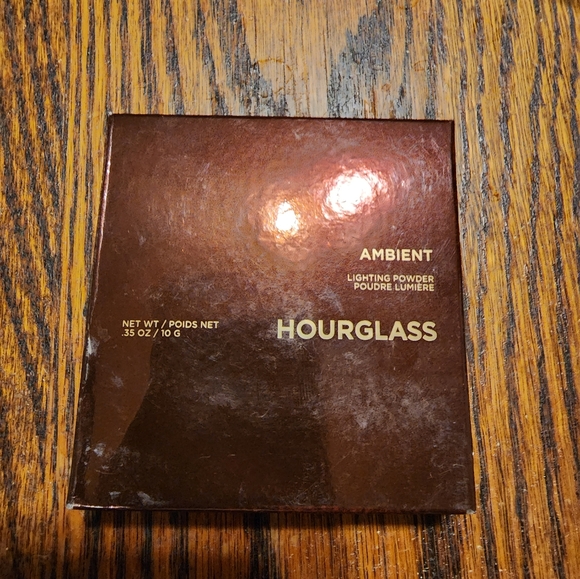 AMBIENT
LIGHTING POWDER
POUDRE LUMIÈRE
NET WT / POIDS NET
.35 OZ / 10 G
HOURGLASS